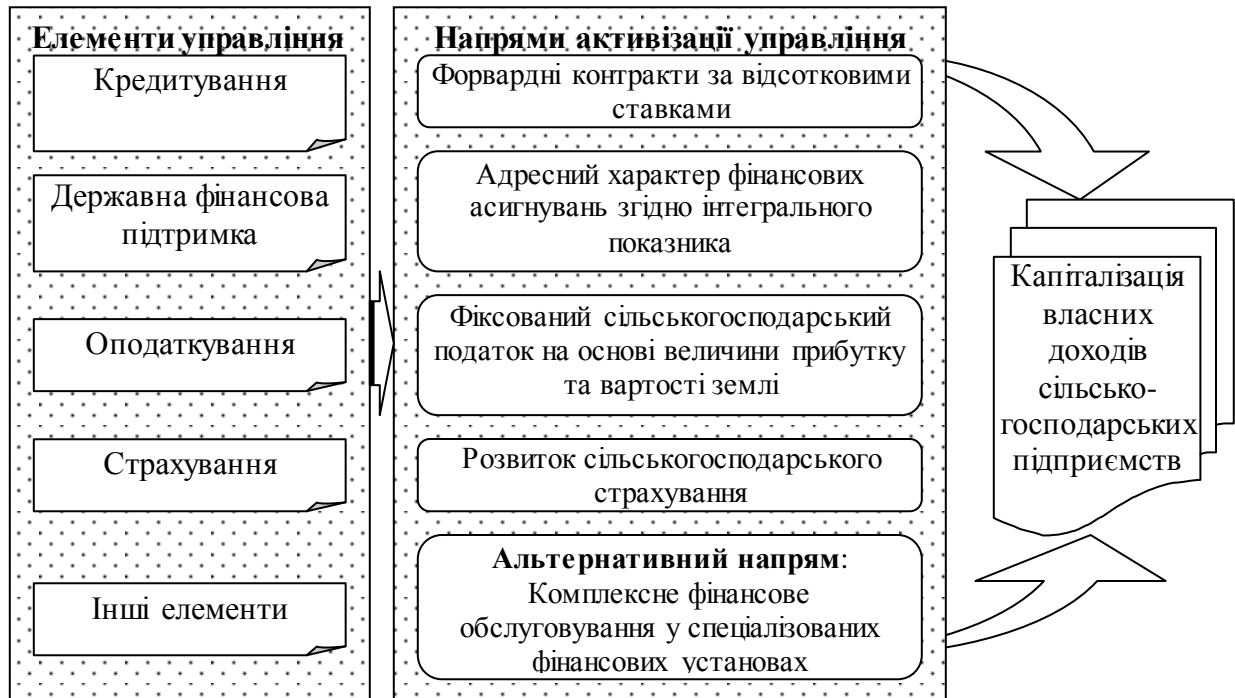 Елементи управління
Кредитування
Державна фінансова
підтримка
Оподаткування
Страхування
Інші елементи
Напрями активізації управління
Форвардні контракти за відсотковими
ставками
Адресний характер фінансових
асигнувань згідно інтегрального
показника
Фіксований сільськогосподарський
податок на основі величини прибутку
та вартості землі
Розвиток сільськогосподарського
страхування
Альтернативний напрям:
Комплексне фінансове
обслуговування у спеціалізованих
фінансових установах
Капіталізація
власних
доходів
сільсько-
господарських
підприємств